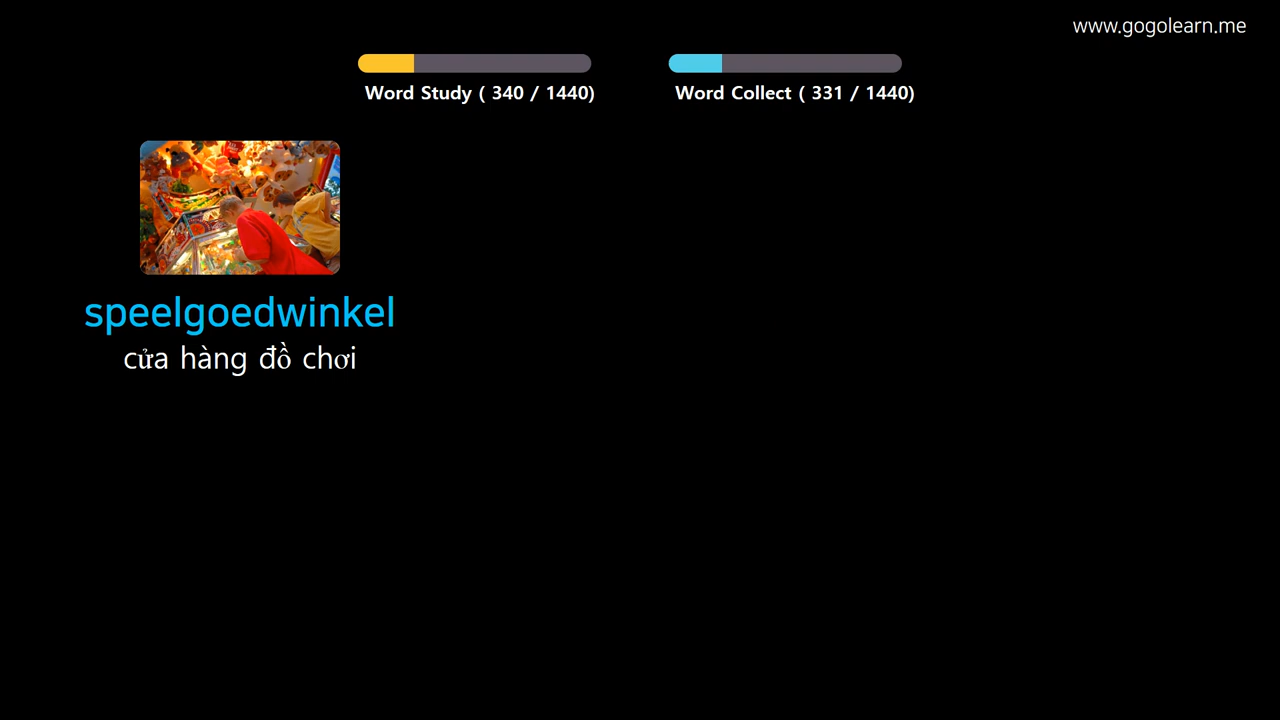 www.gogolearn.me
Word Study ( 340 / 1440)
Word Collect ( 331 / 1440)
speelgoedwinkel
cửa hàng đồ chơi